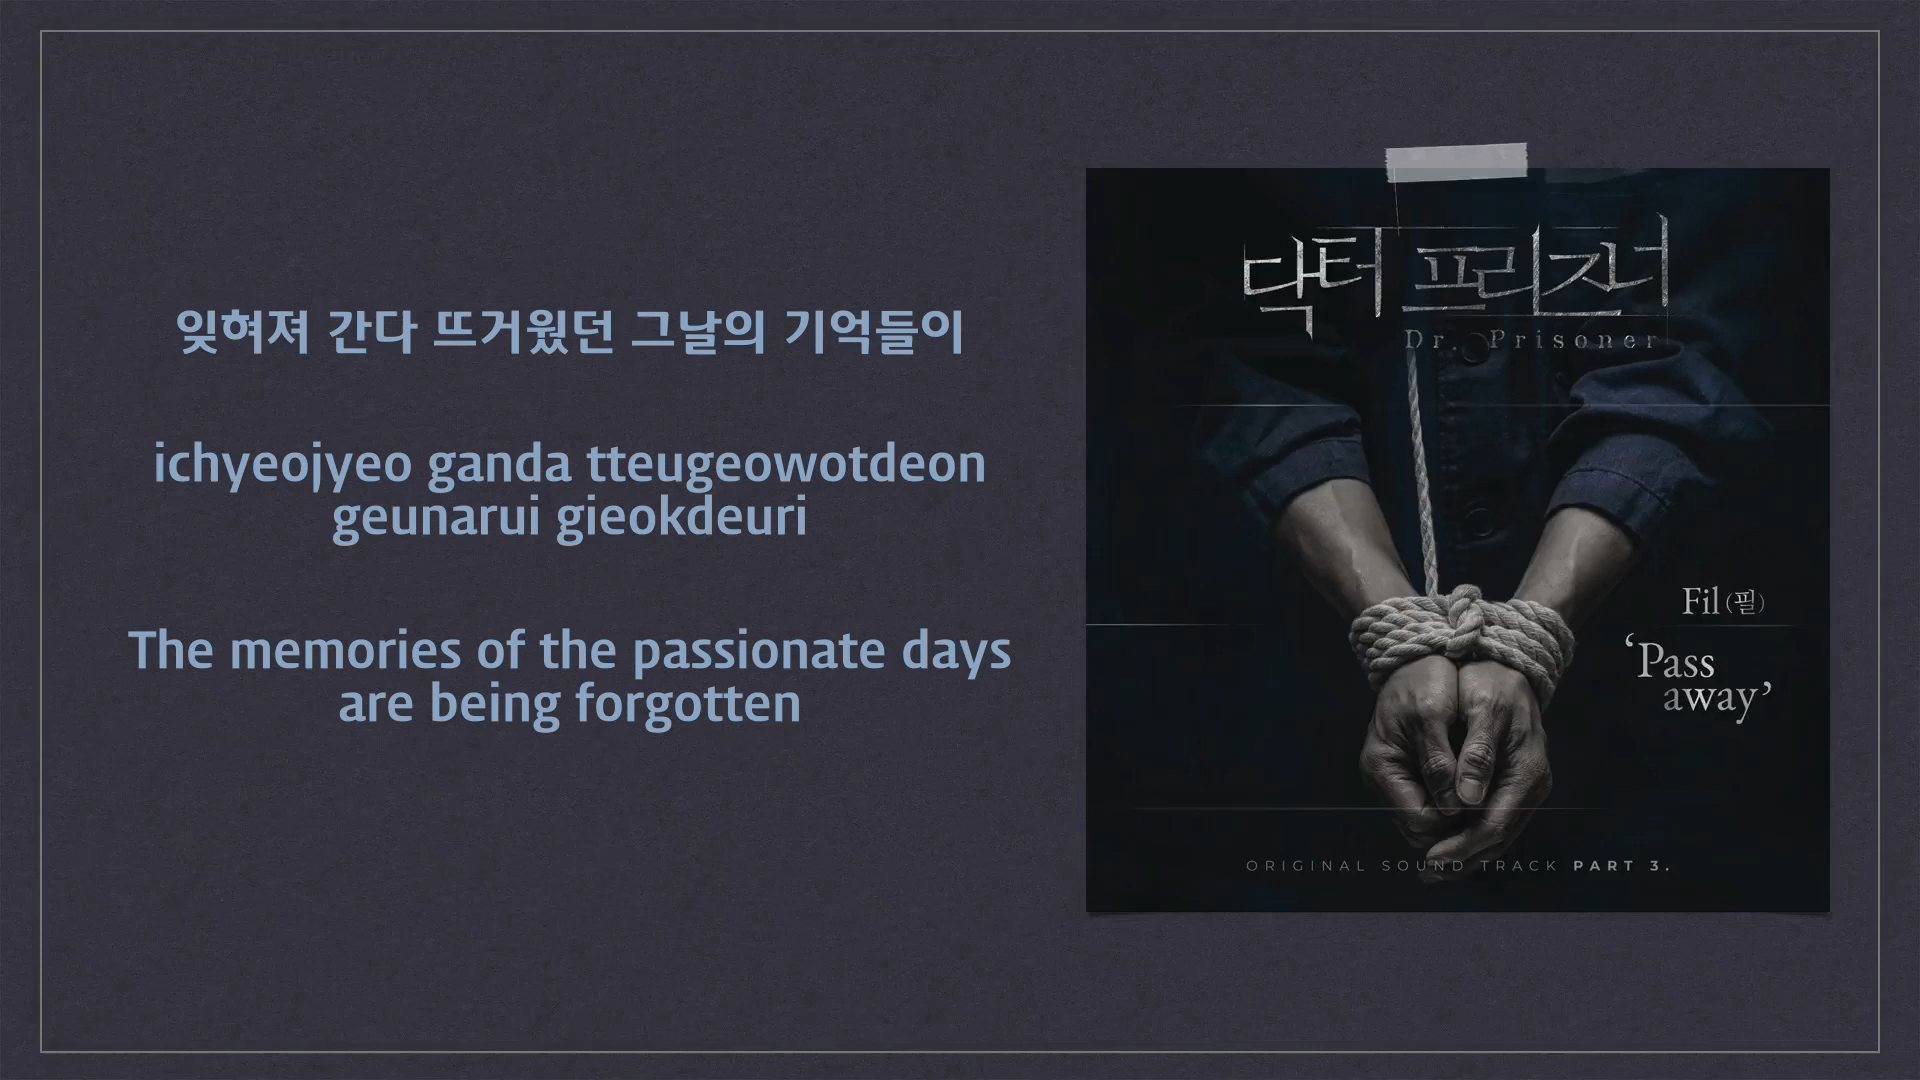 잊혀져 간다 뜨거웠던 그날의 기억들이
ichyeojyeo ganda tteugeowotdeon
geunarui gieokdeuri
The memories of the passionate days
are being forgotten
닥터 프리즈너
Dr. Prisoner
Fil (필)
‘Pass
away’
ORIGINAL SOUND TRACK PART 3.